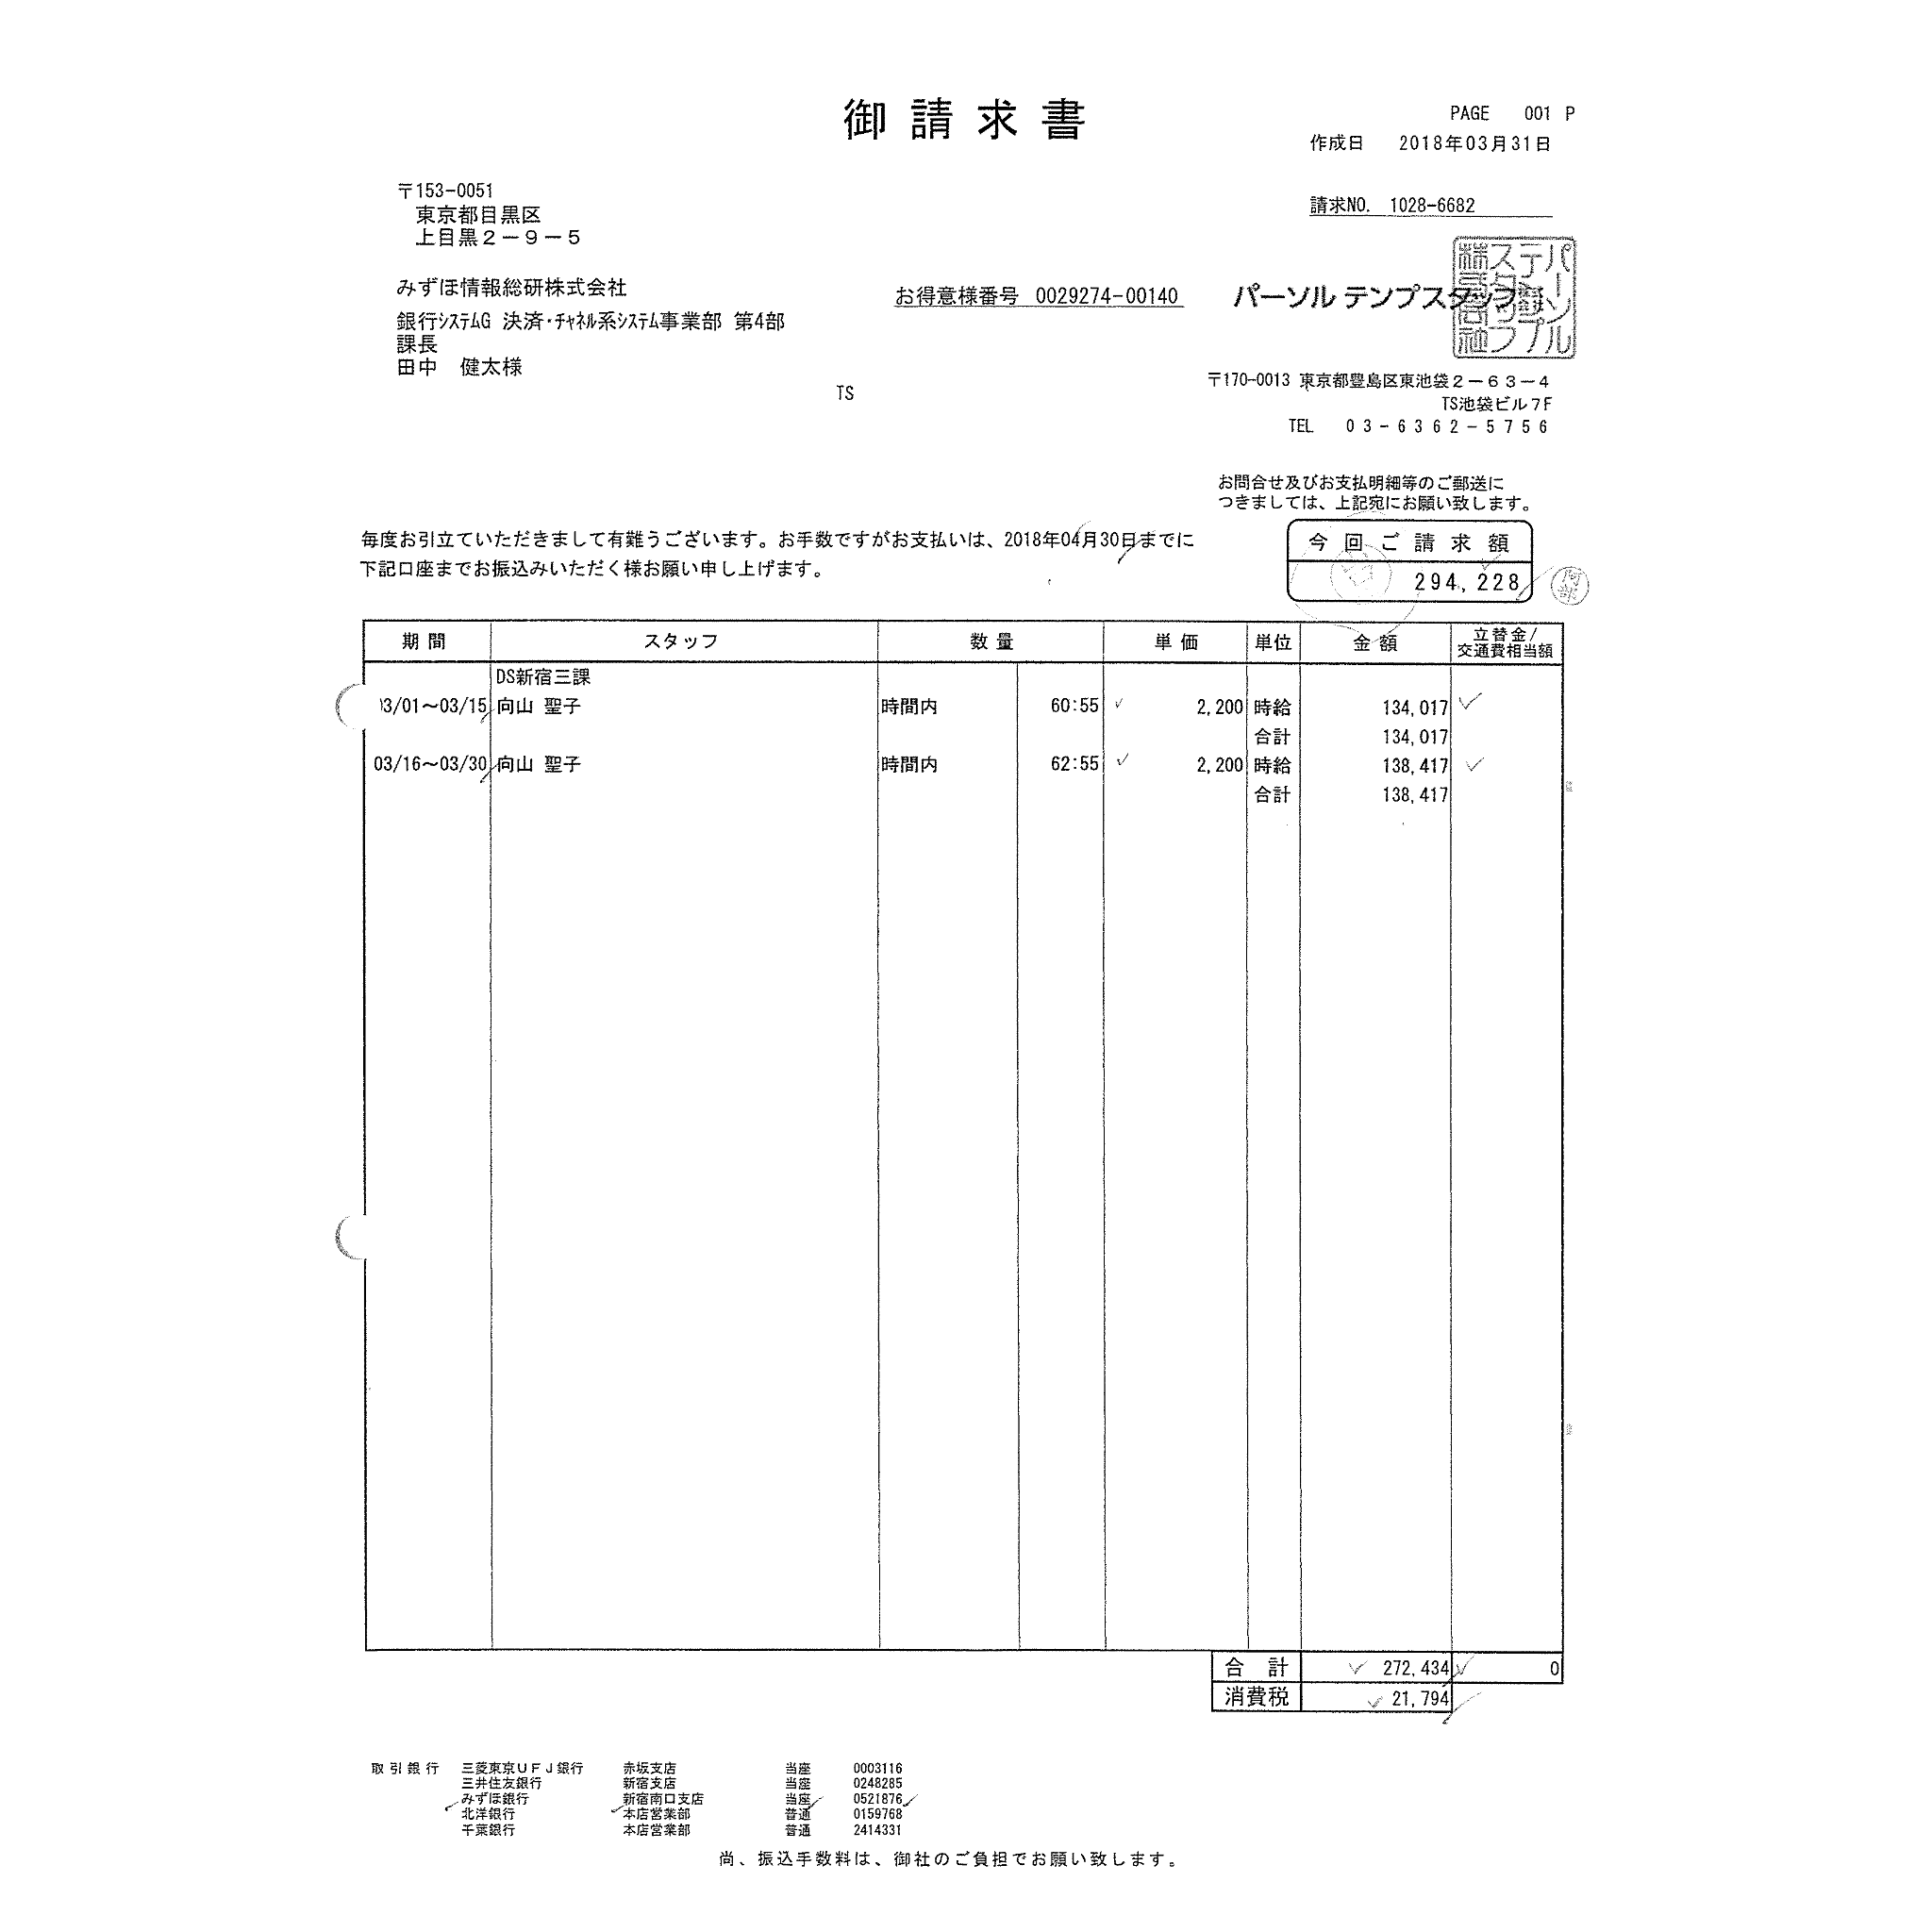 御請求書
PAGE 001 P
作成日 2018年03月31日
〒153-0051
東京都目黒区
上目黒2-9-5
請求NO. 1028-6682
みずほ情報総研株式会社
お得意様番号 0029274-00140
パーソル テンプスタッフ
銀行ｼｽﾃﾑG 決済・ﾁｬﾈﾙ系ｼｽﾃﾑ事業部 第4部
課長
田中 健太様
TS
〒170-0013 東京都豊島区東池袋2-63-4
TS池袋ビル7F
TEL 03-6362-5756
お問合せ及びお支払明細等のご郵送に
つきましては、上記宛にお願い致します。
毎度お引立ていただきまして有難うございます。お手数ですがお支払いは、2018年04月30日までに
下記口座までお振込みいただく様お願い申し上げます。
今回ご請求額
294,228
阿部
期間 スタッフ 数量 単価 単位 金額 立替金/交通費相当額
DS新宿三課
03/01～03/15 向山 聖子 時間内 60:55 2,200 時給 134,017
合計 134,017
03/16～03/30 向山 聖子 時間内 62:55 2,200 時給 138,417
合計 138,417
合計 272,434 0
消費税 21,794
取引銀行 三菱東京UFJ銀行 赤坂支店 当座 0003116
三井住友銀行 新宿支店 当座 0248285
みずほ銀行 新宿南口支店 当座 0521876
北洋銀行 本店営業部 普通 0159768
千葉銀行 本店営業部 普通 2414331
尚、振込手数料は、御社のご負担でお願い致します。